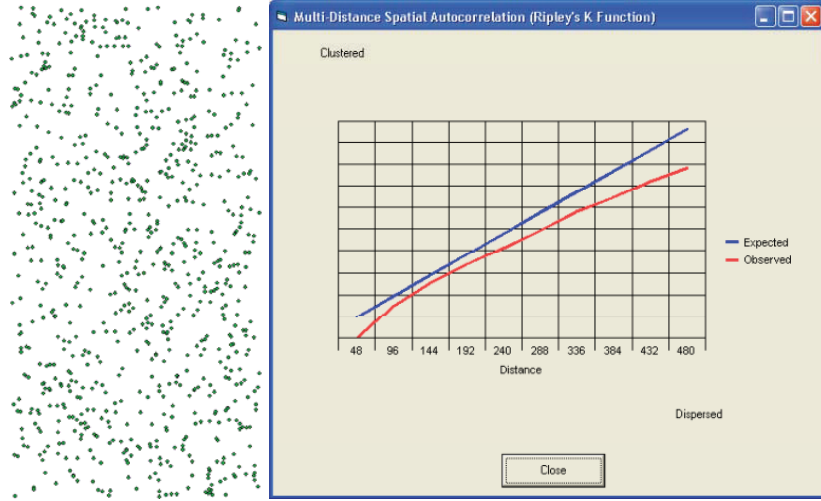 Multi-Distance Spatial Autocorrelation (Ripley's K Function)
Clustered
Expected
Observed
48 96 144 192 240 288 336 384 432 480
Distance
Dispersed
Close